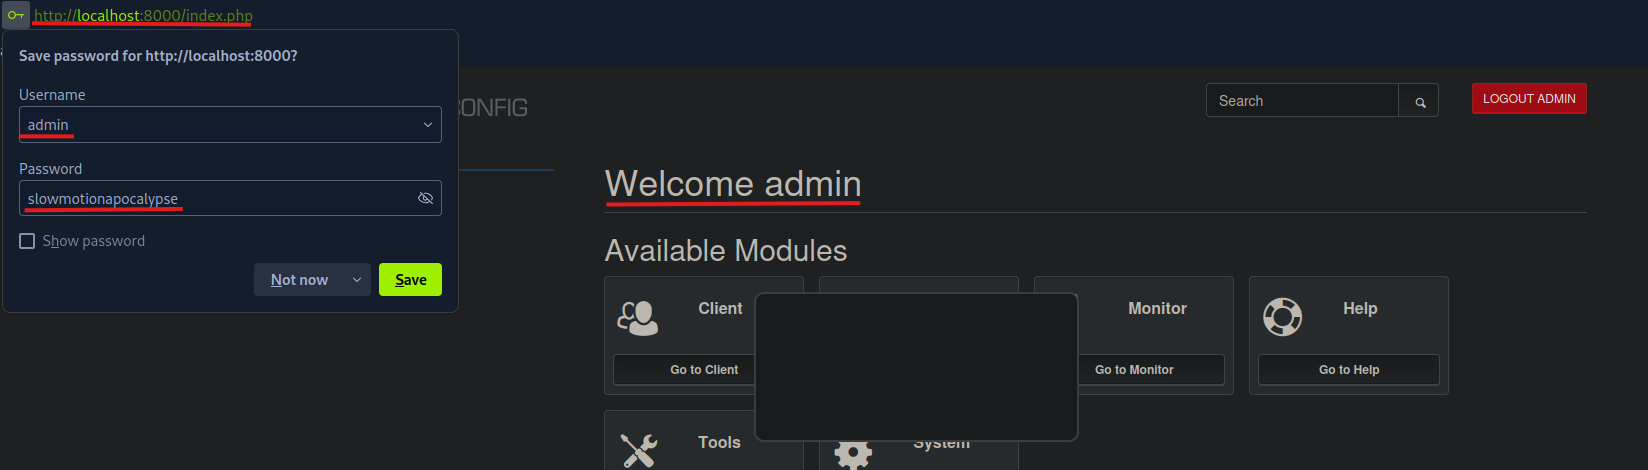 http://localhost:8000/index.php
Save password for http://localhost:8000?
Username
admin
Password
slowmotionapocalypse
Show password
Not now
Save
CONFIG
Search
LOGOUT ADMIN
Welcome admin
Available Modules
Client
Monitor
Help
Go to Client
Go to Monitor
Go to Help
Tools
System